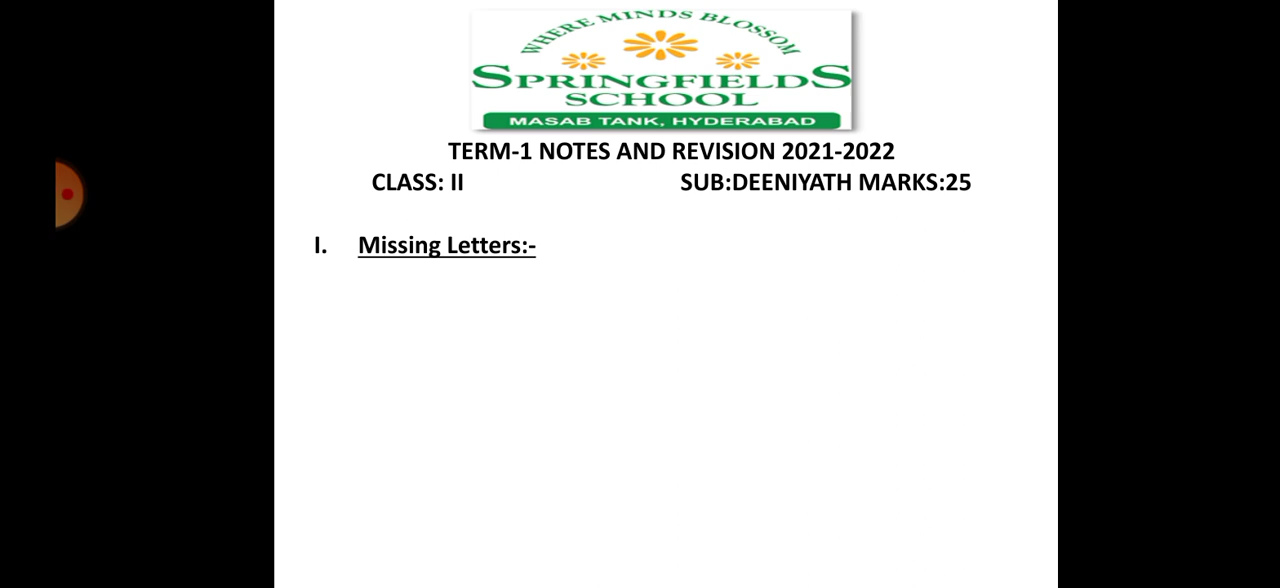 WHERE MINDS BLOSSOM
SPRINGFIELDS
SCHOOL
MASAB TANK, HYDERABAD
TERM-1 NOTES AND REVISION 2021-2022
CLASS: II SUB:DEENIYATH MARKS:25
I. Missing Letters:-